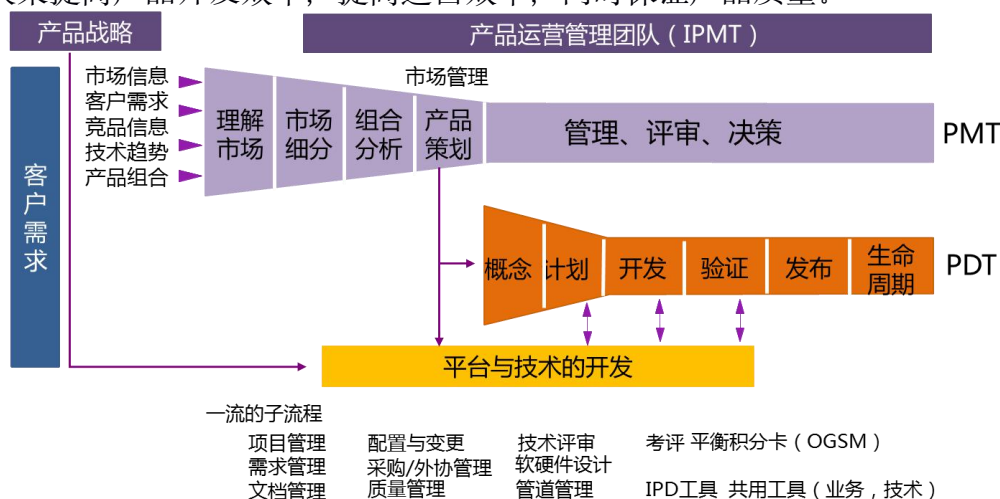 产品战略
产品运营管理团队（IPMT）
市场管理
市场信息
客户需求
竞品信息
技术趋势
产品组合
理解
市场
市场
细分
组合
分析
产品
策划
管理、评审、决策
PMT
客户需求
概念
计划
开发
验证
发布
生命
周期
PDT
平台与技术的开发
一流的子流程
项目管理 配置与变更 技术评审 考评 平衡积分卡（OGSM）
需求管理 采购/外协管理 软硬件设计
文档管理 质量管理 管道管理 IPD工具 共用工具（业务，技术）